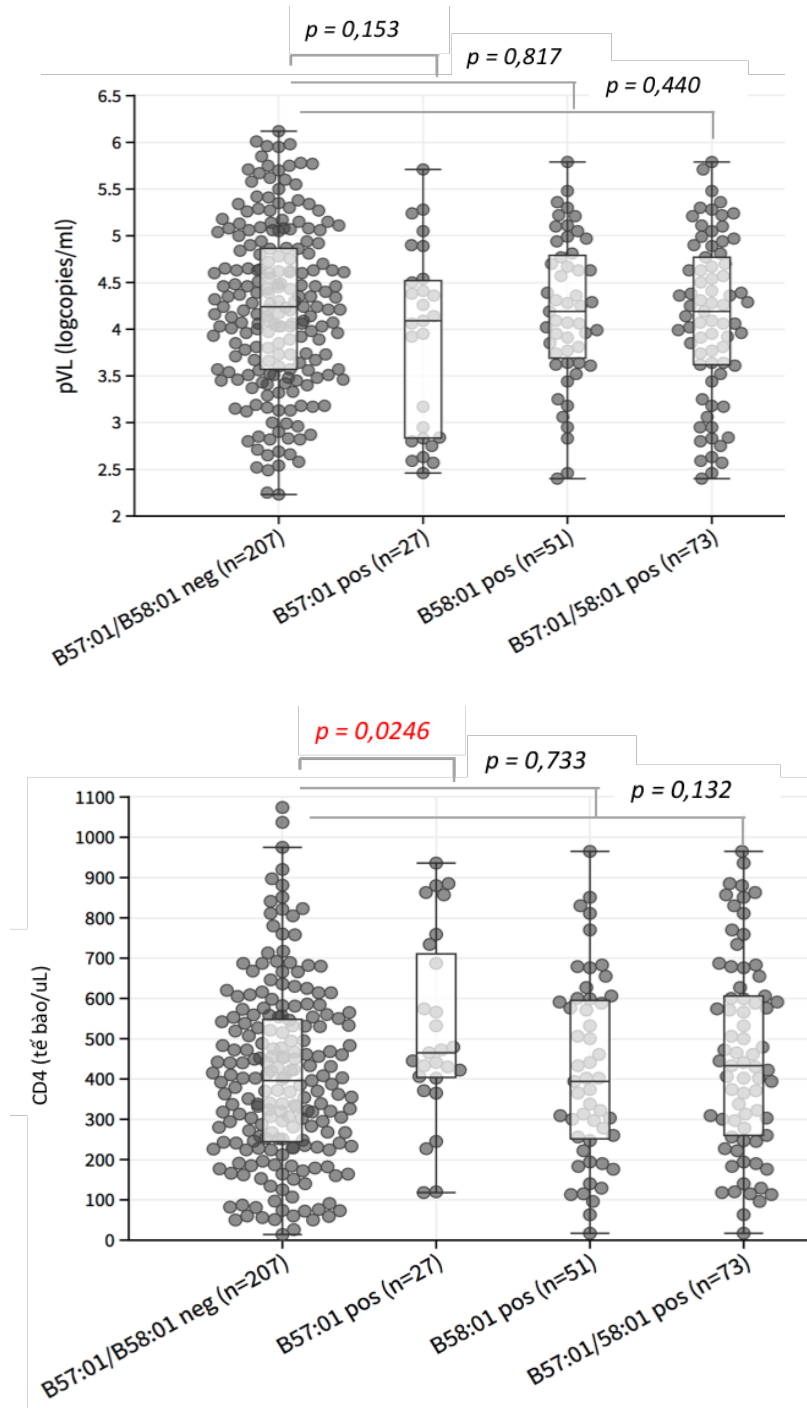 p = 0,153
p = 0,817
p = 0,440
6.5
6
5.5
5
4.5
4
3.5
3
2.5
2
pVL (logcopies/ml)
B57:01/B58:01 neg (n=207)
B57:01 pos (n=27)
B58:01 pos (n=51)
B57:01/58:01 pos (n=73)
p = 0,0246
p = 0,733
p = 0,132
1100
1000
900
800
700
600
500
400
300
200
100
0
CD4 (tế bào/uL)
B57:01/B58:01 neg (n=207)
B57:01 pos (n=27)
B58:01 pos (n=51)
B57:01/58:01 pos (n=73)